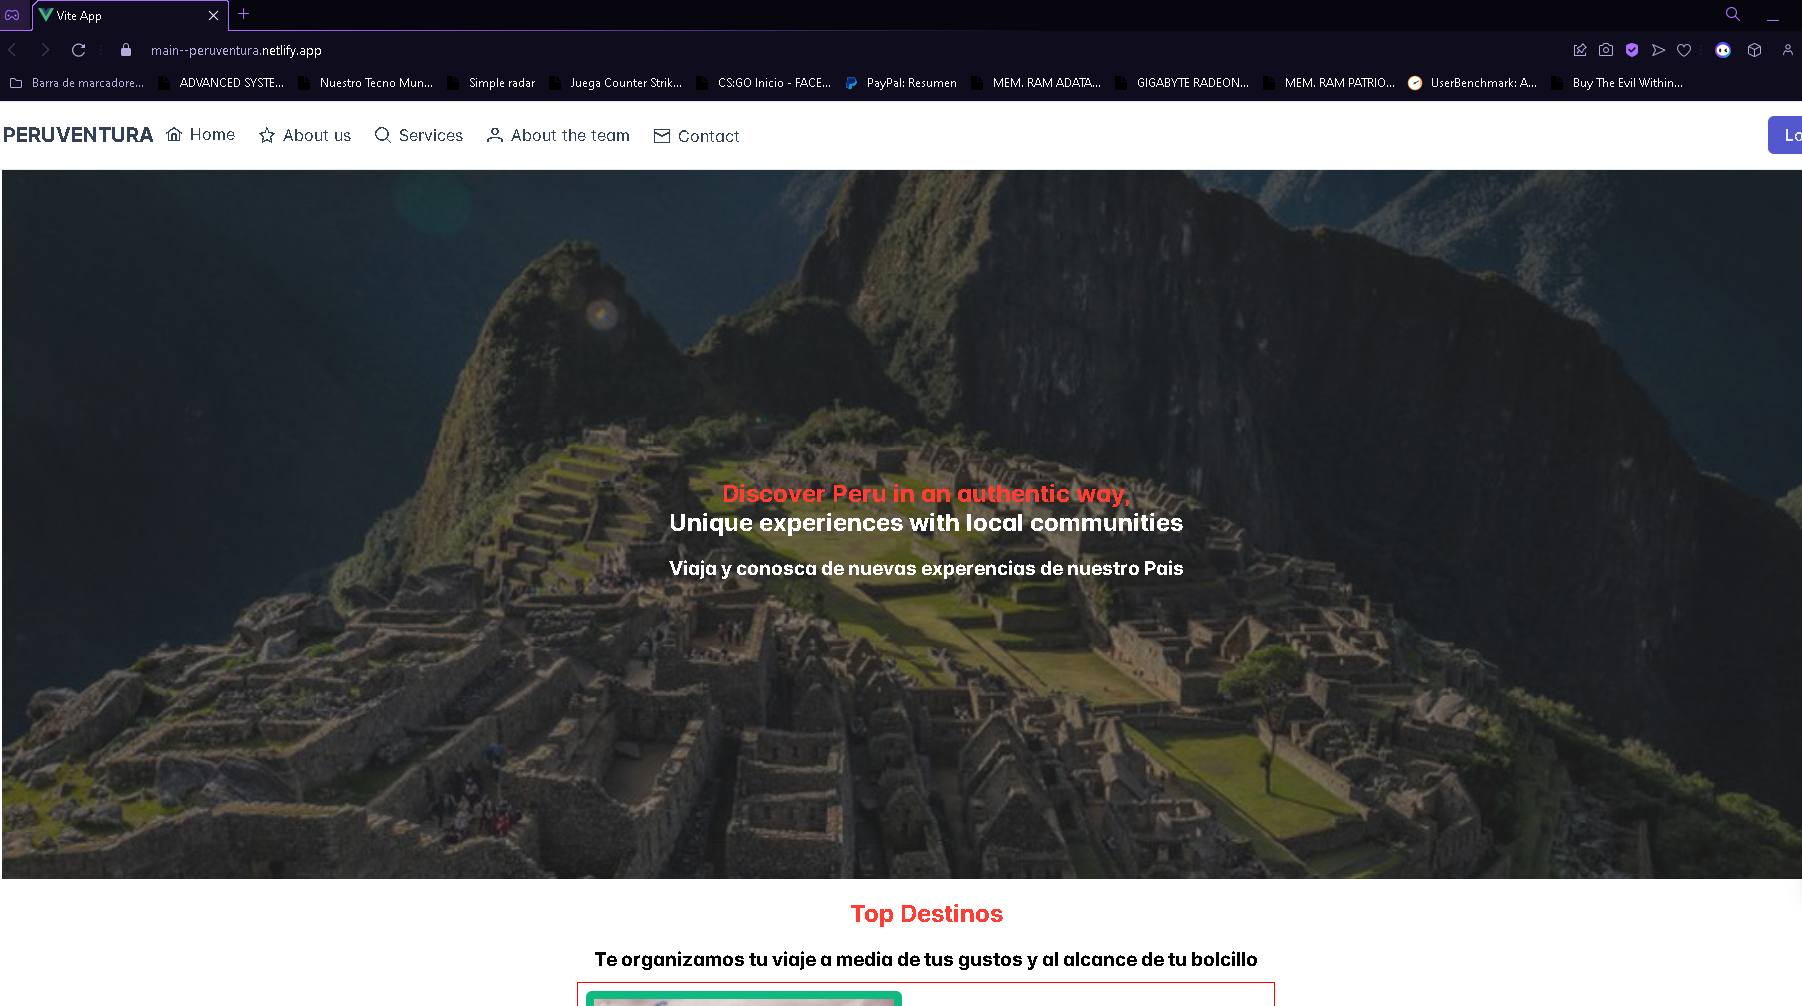 Vite App
main--peruventura.netlify.app
Barra de marcadore... ADVANCED SYSTE... Nuestro Tecno Mun... Simple radar Juega Counter Strik... CS:GO Inicio - FACE... PayPal: Resumen MEM. RAM ADATA... GIGABYTE RADEON... MEM. RAM PATRIO... UserBenchmark: A... Buy The Evil Within...
PERUVENTURA Home About us Services About the team Contact Lo
Discover Peru in an authentic way,
Unique experiences with local communities
Viaja y conosca de nuevas experencias de nuestro Pais
Top Destinos
Te organizamos tu viaje a media de tus gustos y al alcance de tu bolcillo